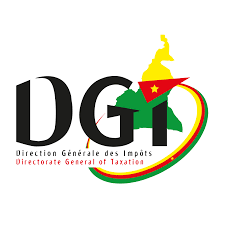 DGI
Direction Générale des Impôts
Directorate General of Taxation